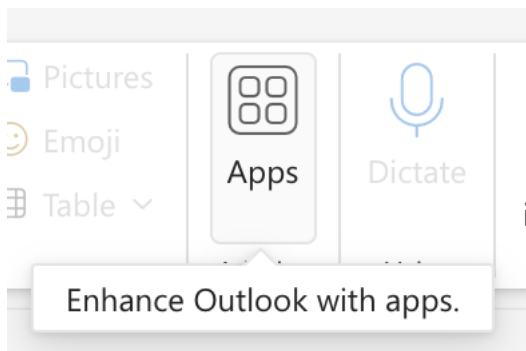 Pictures
Emoji
Table
Apps
Dictate
Enhance Outlook with apps.